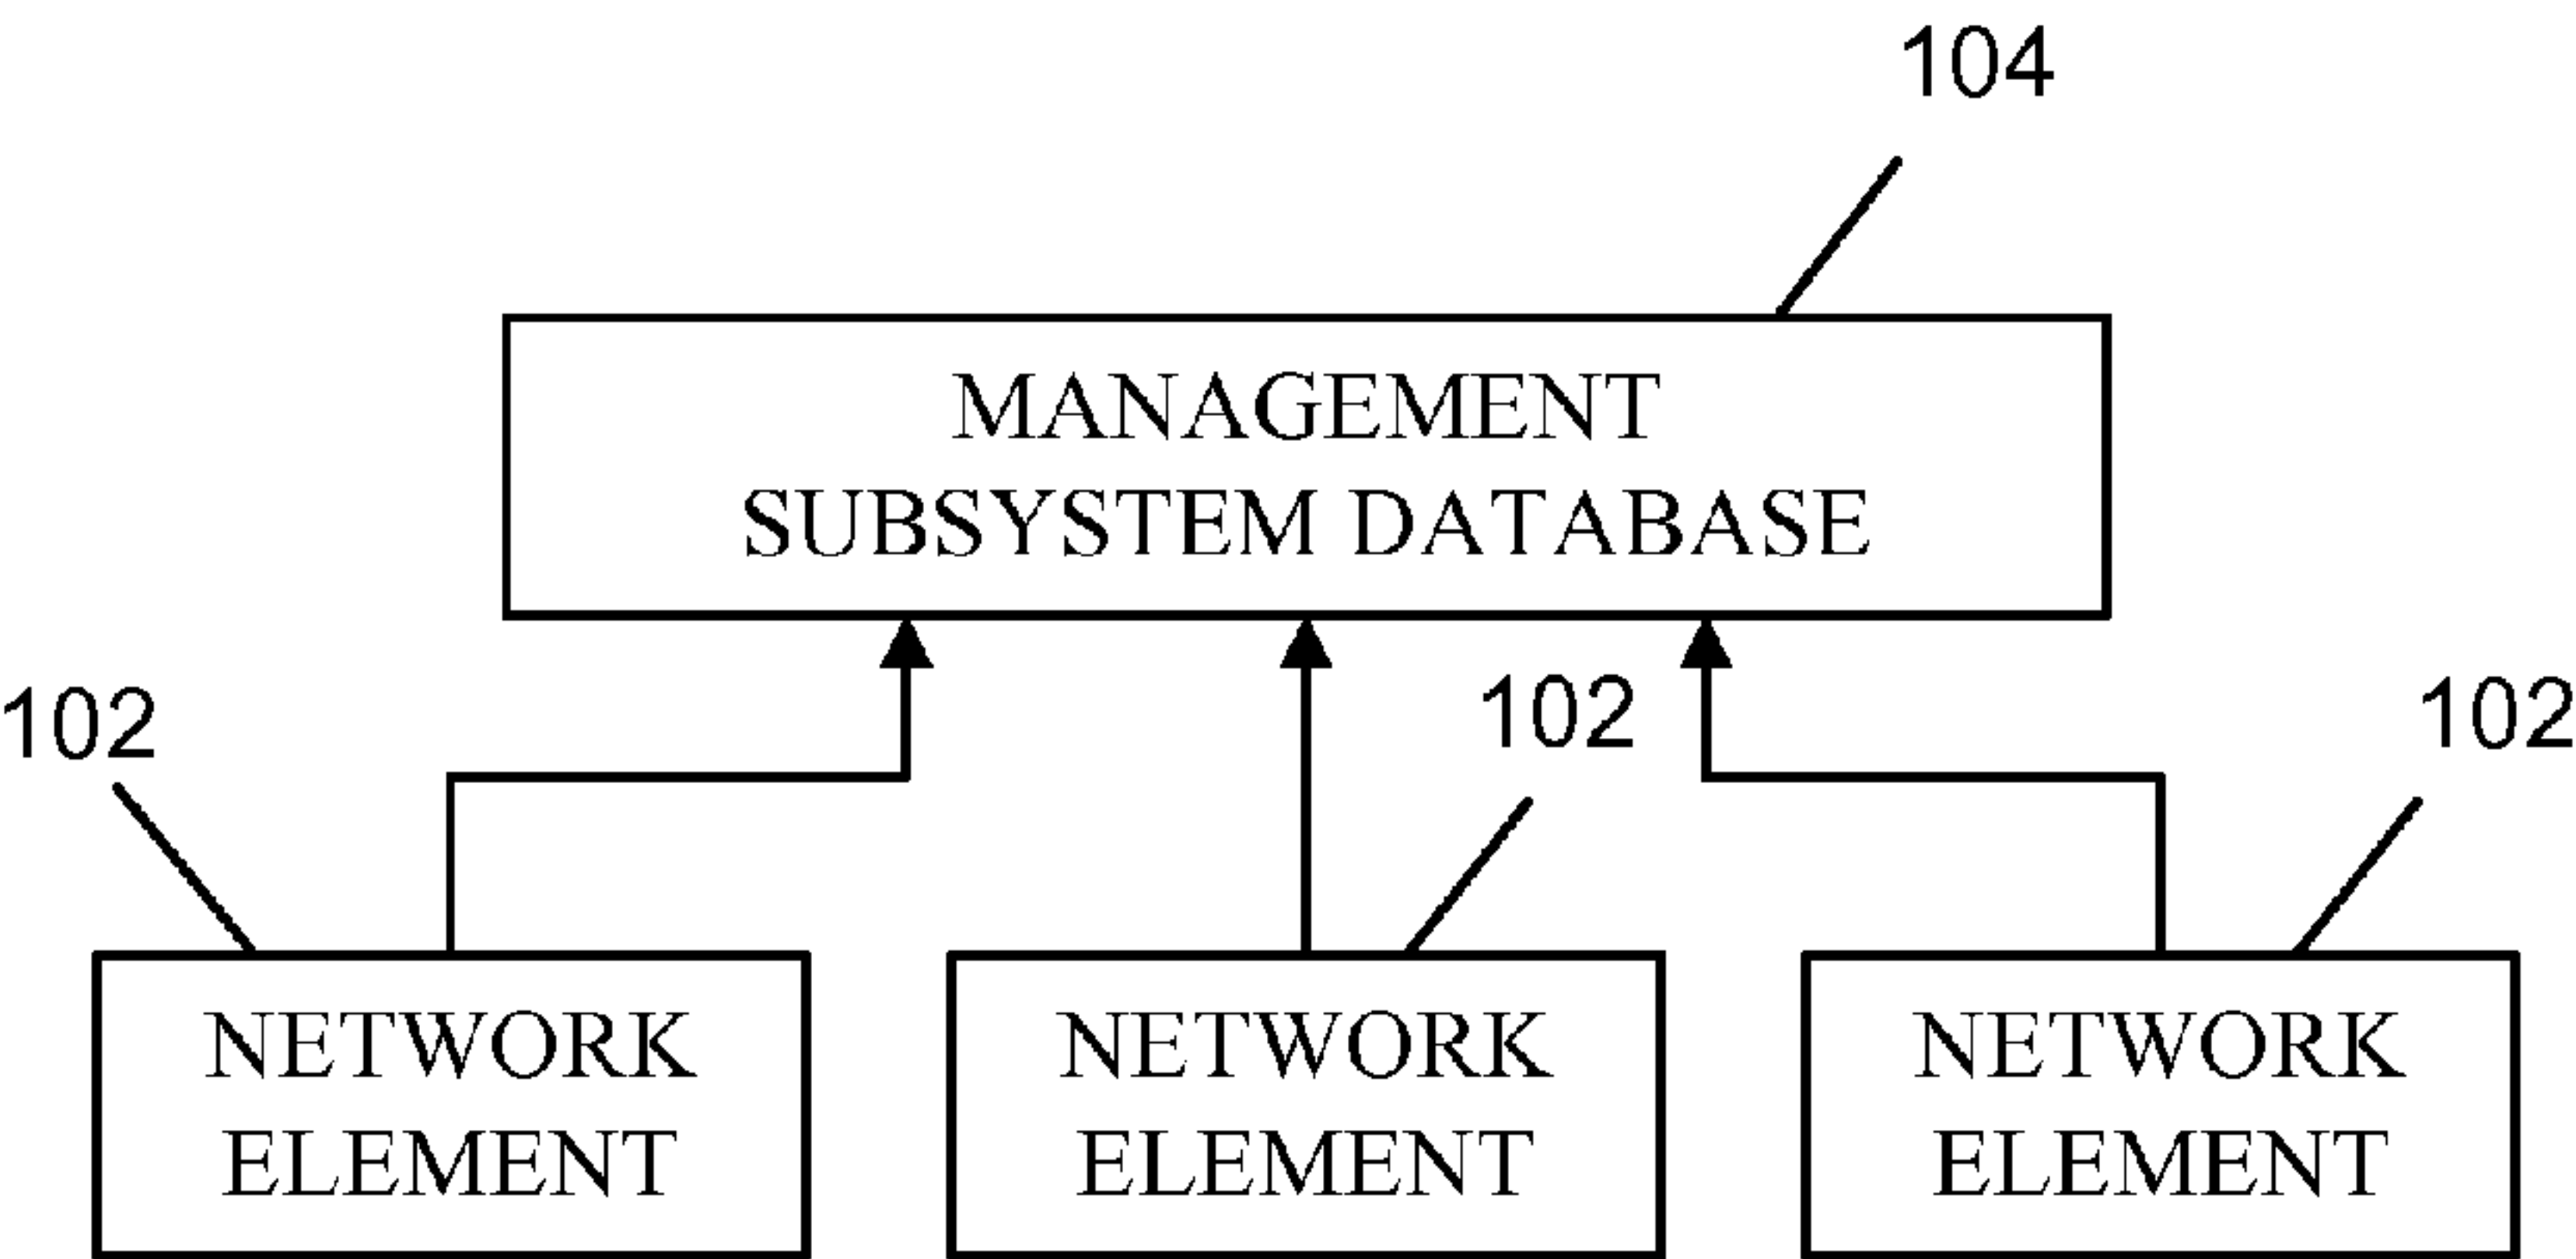 104
MANAGEMENT
SUBSYSTEM DATABASE
102
102
102
NETWORK
ELEMENT
NETWORK
ELEMENT
NETWORK
ELEMENT